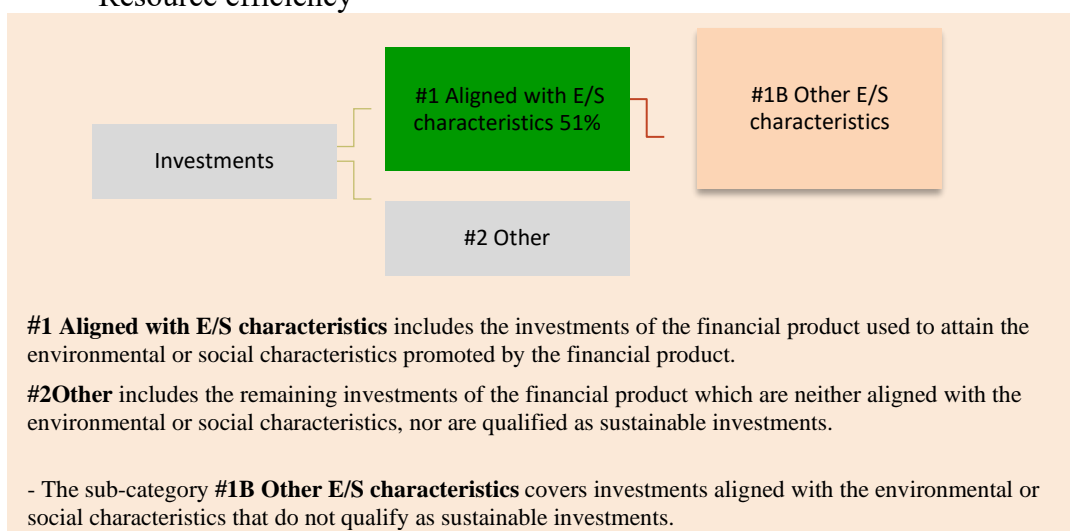 Resource efficiency
#1 Aligned with E/S
characteristics 51%
#1B Other E/S
characteristics
Investments
#2 Other
#1 Aligned with E/S characteristics includes the investments of the financial product used to attain the
environmental or social characteristics promoted by the financial product.
#2Other includes the remaining investments of the financial product which are neither aligned with the
environmental or social characteristics, nor are qualified as sustainable investments.
- The sub-category #1B Other E/S characteristics covers investments aligned with the environmental or
social characteristics that do not qualify as sustainable investments.